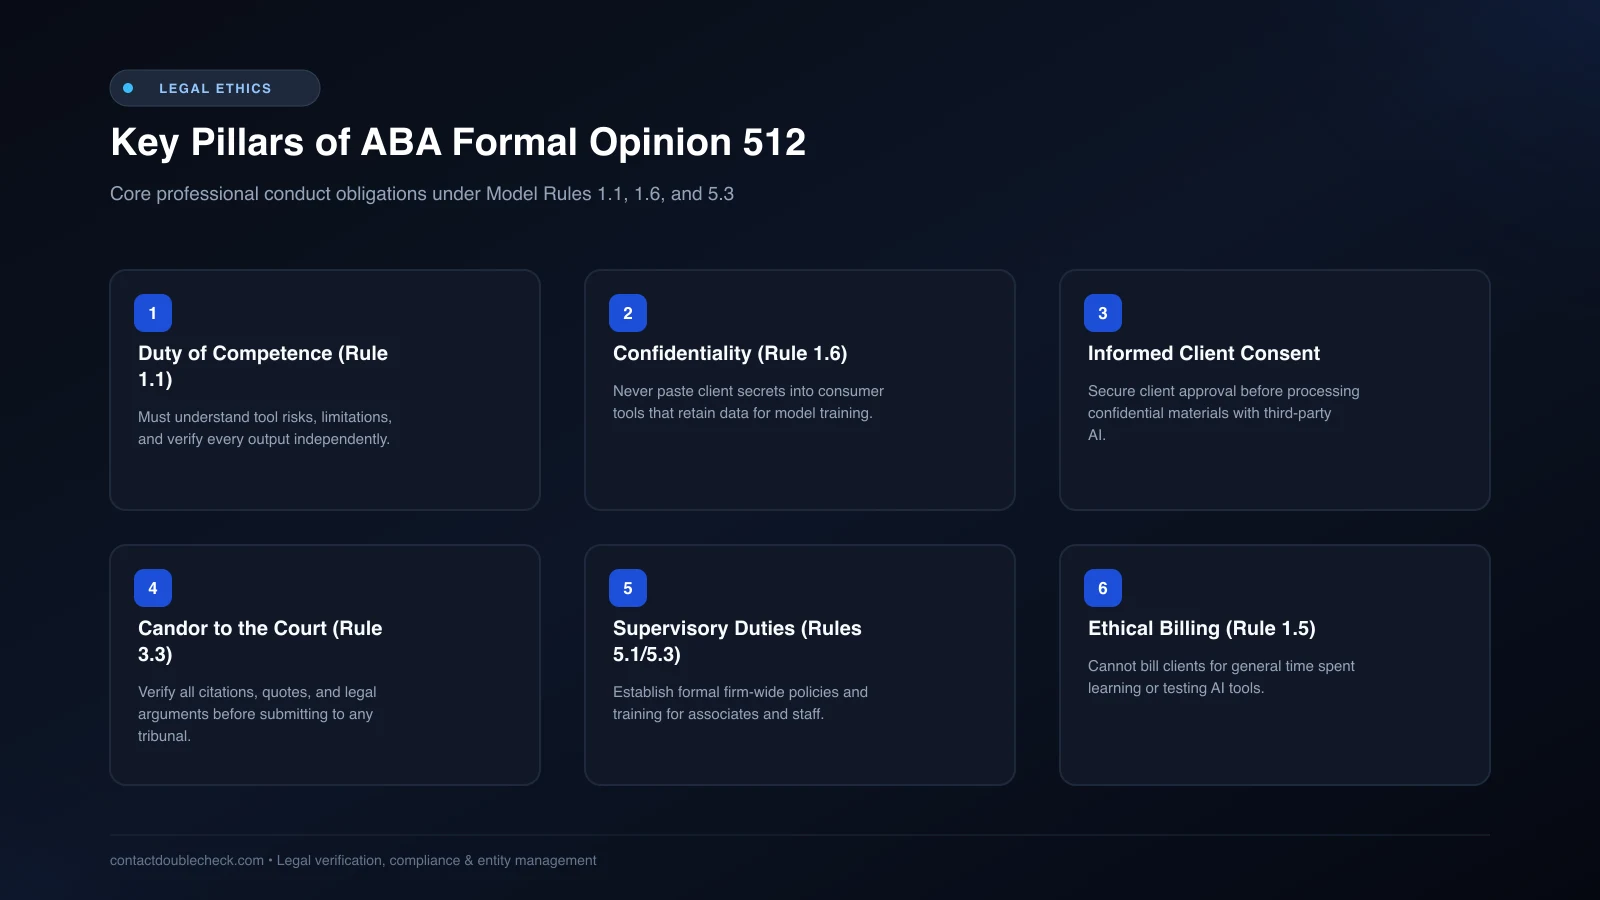 LEGAL ETHICS
Key Pillars of ABA Formal Opinion 512
Core professional conduct obligations under Model Rules 1.1, 1.6, and 5.3
1
Duty of Competence (Rule
1.1)
Must understand tool risks, limitations,
and verify every output independently.
2
Confidentiality (Rule 1.6)
Never paste client secrets into consumer
tools that retain data for model training.
3
Informed Client Consent
Secure client approval before processing
confidential materials with third-party
AI.
4
Candor to the Court (Rule
3.3)
Verify all citations, quotes, and legal
arguments before submitting to any
tribunal.
5
Supervisory Duties (Rules
5.1/5.3)
Establish formal firm-wide policies and
training for associates and staff.
6
Ethical Billing (Rule 1.5)
Cannot bill clients for general time spent
learning or testing AI tools.
contactdoublecheck.com • Legal verification, compliance & entity management